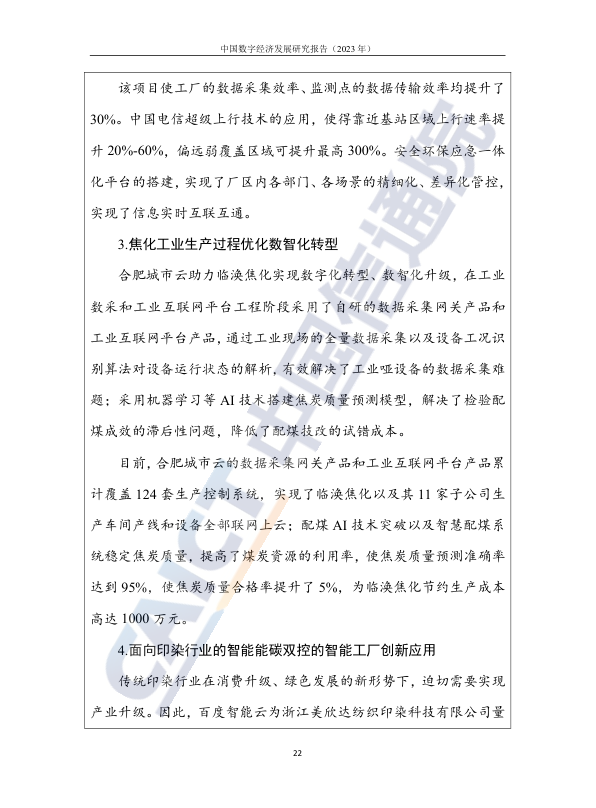 中国数字经济发展研究报告（2023 年）
该项目使工厂的数据采集效率、监测点的数据传输效率均提升了
30%。中国电信超级上行技术的应用，使得靠近基站区域上行速率提
升 20%-60%，偏远弱覆盖区域可提升最高 300%。安全环保应急一体
化平台的搭建，实现了厂区内各部门、各场景的精细化、差异化管控，
实现了信息实时互联互通。
3.焦化工业生产过程优化数智化转型
合肥城市云助力临涣焦化实现数字化转型、数智化升级，在工业
数采和工业互联网平台工程阶段采用了自研的数据采集网关产品和
工业互联网平台产品，通过工业现场的全量数据采集以及设备工况识
别算法对设备运行状态的解析，有效解决了工业哑设备的数据采集难
题；采用机器学习等 AI 技术搭建焦炭质量预测模型，解决了检验配
煤成效的滞后性问题，降低了配煤技改的试错成本。
目前，合肥城市云的数据采集网关产品和工业互联网平台产品累
计覆盖 124 套生产控制系统，实现了临涣焦化以及其 11 家子公司生
产车间产线和设备全部联网上云；配煤 AI 技术突破以及智慧配煤系
统稳定焦炭质量，提高了煤炭资源的利用率，使焦炭质量预测准确率
达到 95%，使焦炭质量合格率提升了 5%，为临涣焦化节约生产成本
高达 1000 万元。
4.面向印染行业的智能能碳双控的智能工厂创新应用
传统印染行业在消费升级、绿色发展的新形势下，迫切需要实现
产业升级。因此，百度智能云为浙江美欣达纺织印染科技有限公司量
22
CAICT 中国信通院